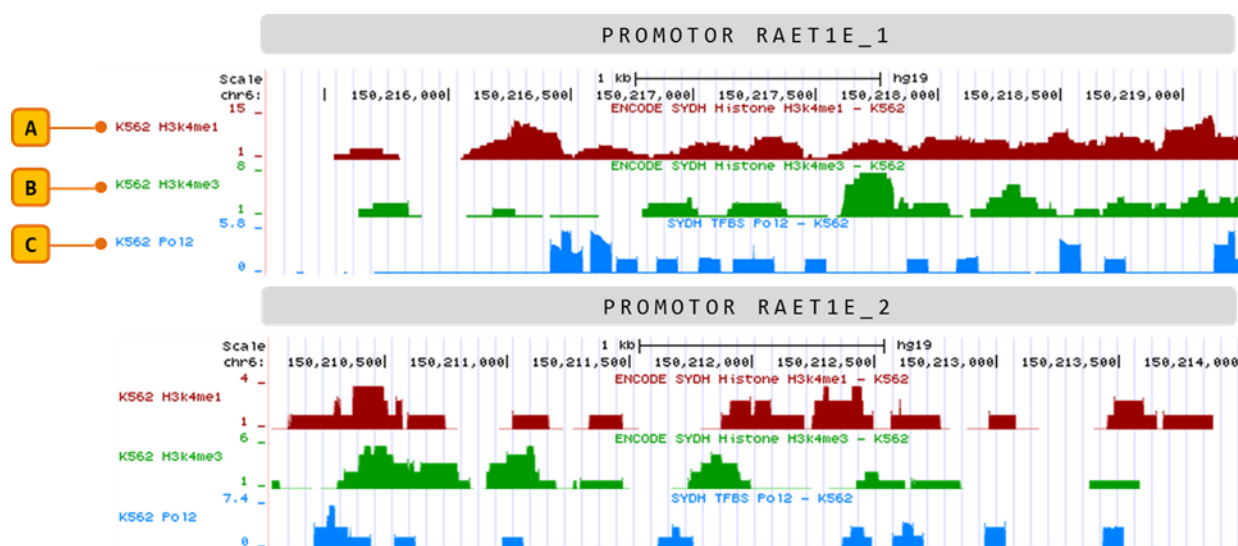 PROMOTOR RAET1E_1
Scale 1 kb hg19
chr6: 150,216,000 150,216,500 150,217,000 150,217,500 150,218,000 150,218,500 150,219,000
15 ENCODE SYDH Histone H3k4me1 - K562
A K562 H3k4me1
1
8 ENCODE SYDH Histone H3k4me3 - K562
B K562 H3k4me3
1
5.8 SYDH TFBS Pol2 - K562
C K562 Pol2
0
PROMOTOR RAET1E_2
Scale 1 kb hg19
chr6: 150,210,500 150,211,000 150,211,500 150,212,000 150,212,500 150,213,000 150,213,500 150,214,000
4 ENCODE SYDH Histone H3k4me1 - K562
K562 H3k4me1
1
6 ENCODE SYDH Histone H3k4me3 - K562
K562 H3k4me3
1
7.4 SYDH TFBS Pol2 - K562
K562 Pol2
0